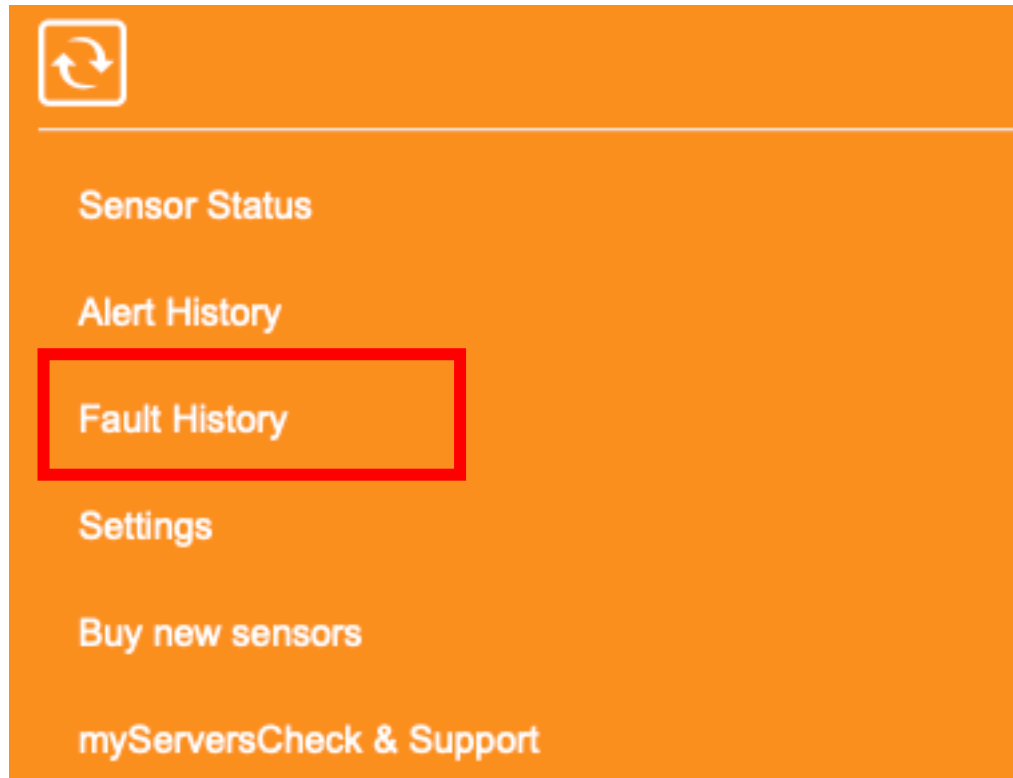 Sensor Status
Alert History
Fault History
Settings
Buy new sensors
myServersCheck & Support